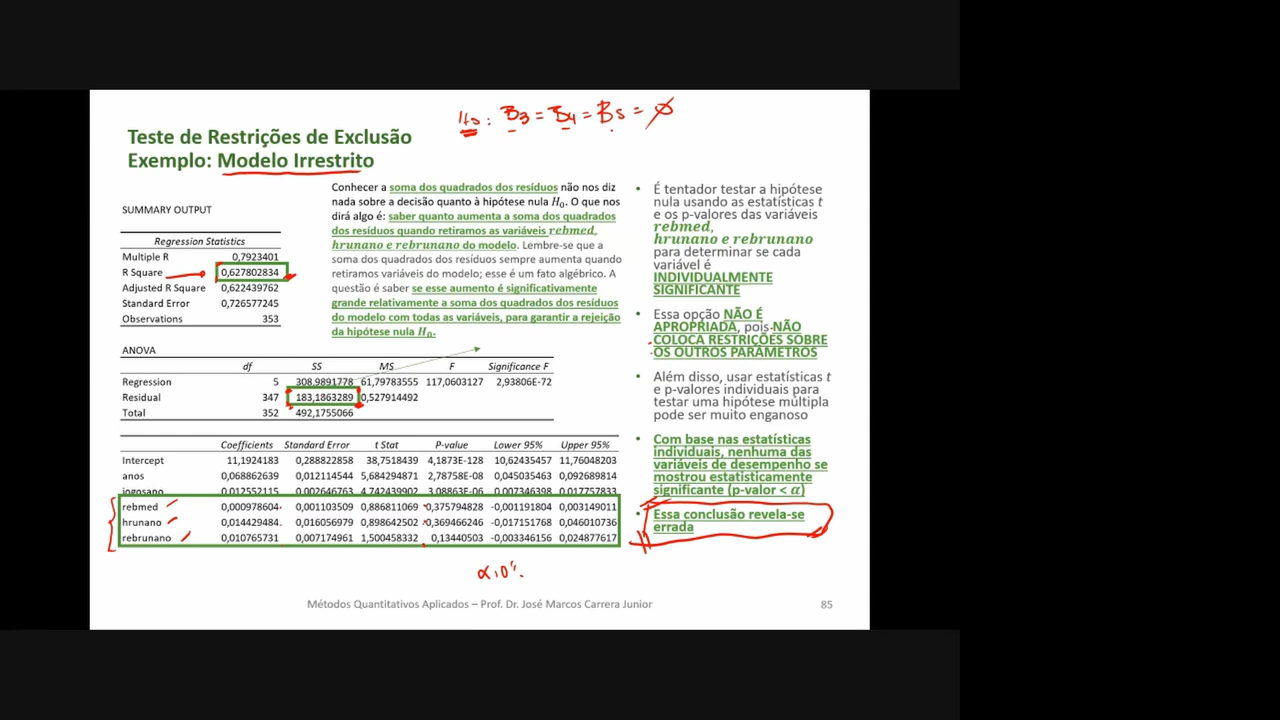 H0: B3 = B4 = B5 = 0
Teste de Restrições de Exclusão
Exemplo: Modelo Irrestrito
SUMMARY OUTPUT
Regression Statistics
Multiple R 0,7923401
R Square 0,627802834
Adjusted R Square 0,622439762
Standard Error 0,726577245
Observations 353
Conhecer a soma dos quadrados dos resíduos não nos diz
nada sobre a decisão quanto à hipótese nula H0. O que nos
dirá algo é: saber quanto aumenta a soma dos quadrados
dos resíduos quando retiramos as variáveis rebmed,
hrunano e rebrunano do modelo. Lembre-se que a
soma dos quadrados dos resíduos sempre aumenta quando
retiramos variáveis do modelo; esse é um fato algébrico. A
questão é saber se esse aumento é significativamente
grande relativamente a soma dos quadrados dos resíduos
do modelo com todas as variáveis, para garantir a rejeição
da hipótese nula H0.
ANOVA
df SS MS F Significance F
Regression 5 308,9891778 61,79783555 117,0603127 2,93806E-72
Residual 347 183,1863289 0,527914492
Total 352 492,1755066
Coefficients Standard Error t Stat P-value Lower 95% Upper 95%
Intercept 11,1924183 0,288822858 38,7518439 4,1873E-128 10,62435457 11,76048203
anos 0,068862639 0,012114544 5,684294871 2,78758E-08 0,045035463 0,092689814
jogosano 0,012552115 0,002646763 4,742439902 3,08863E-06 0,007346398 0,017757833
rebmed 0,000978604 0,001103509 0,886811069 0,375794828 -0,001191804 0,003149011
hrunano 0,014429484 0,016056979 0,898642502 0,369466246 -0,017151768 0,046010736
rebrunano 0,010765731 0,007174961 1,500458332 0,13440503 -0,003346156 0,024877617
α 10%
• É tentador testar a hipótese
nula usando as estatísticas t
e os p-valores das variáveis
rebmed,
hrunano e rebrunano
para determinar se cada
variável é
INDIVIDUALMENTE
SIGNIFICANTE
• Essa opção NÃO É
APROPRIADA, pois NÃO
COLOCA RESTRIÇÕES SOBRE
OS OUTROS PARÂMETROS
• Além disso, usar estatísticas t
e p-valores individuais para
testar uma hipótese múltipla
pode ser muito enganoso
• Com base nas estatísticas
individuais, nenhuma das
variáveis de desempenho se
mostrou estatisticamente
significante (p-valor < α)
• Essa conclusão revela-se
errada
Métodos Quantitativos Aplicados – Prof. Dr. José Marcos Carrera Junior
85